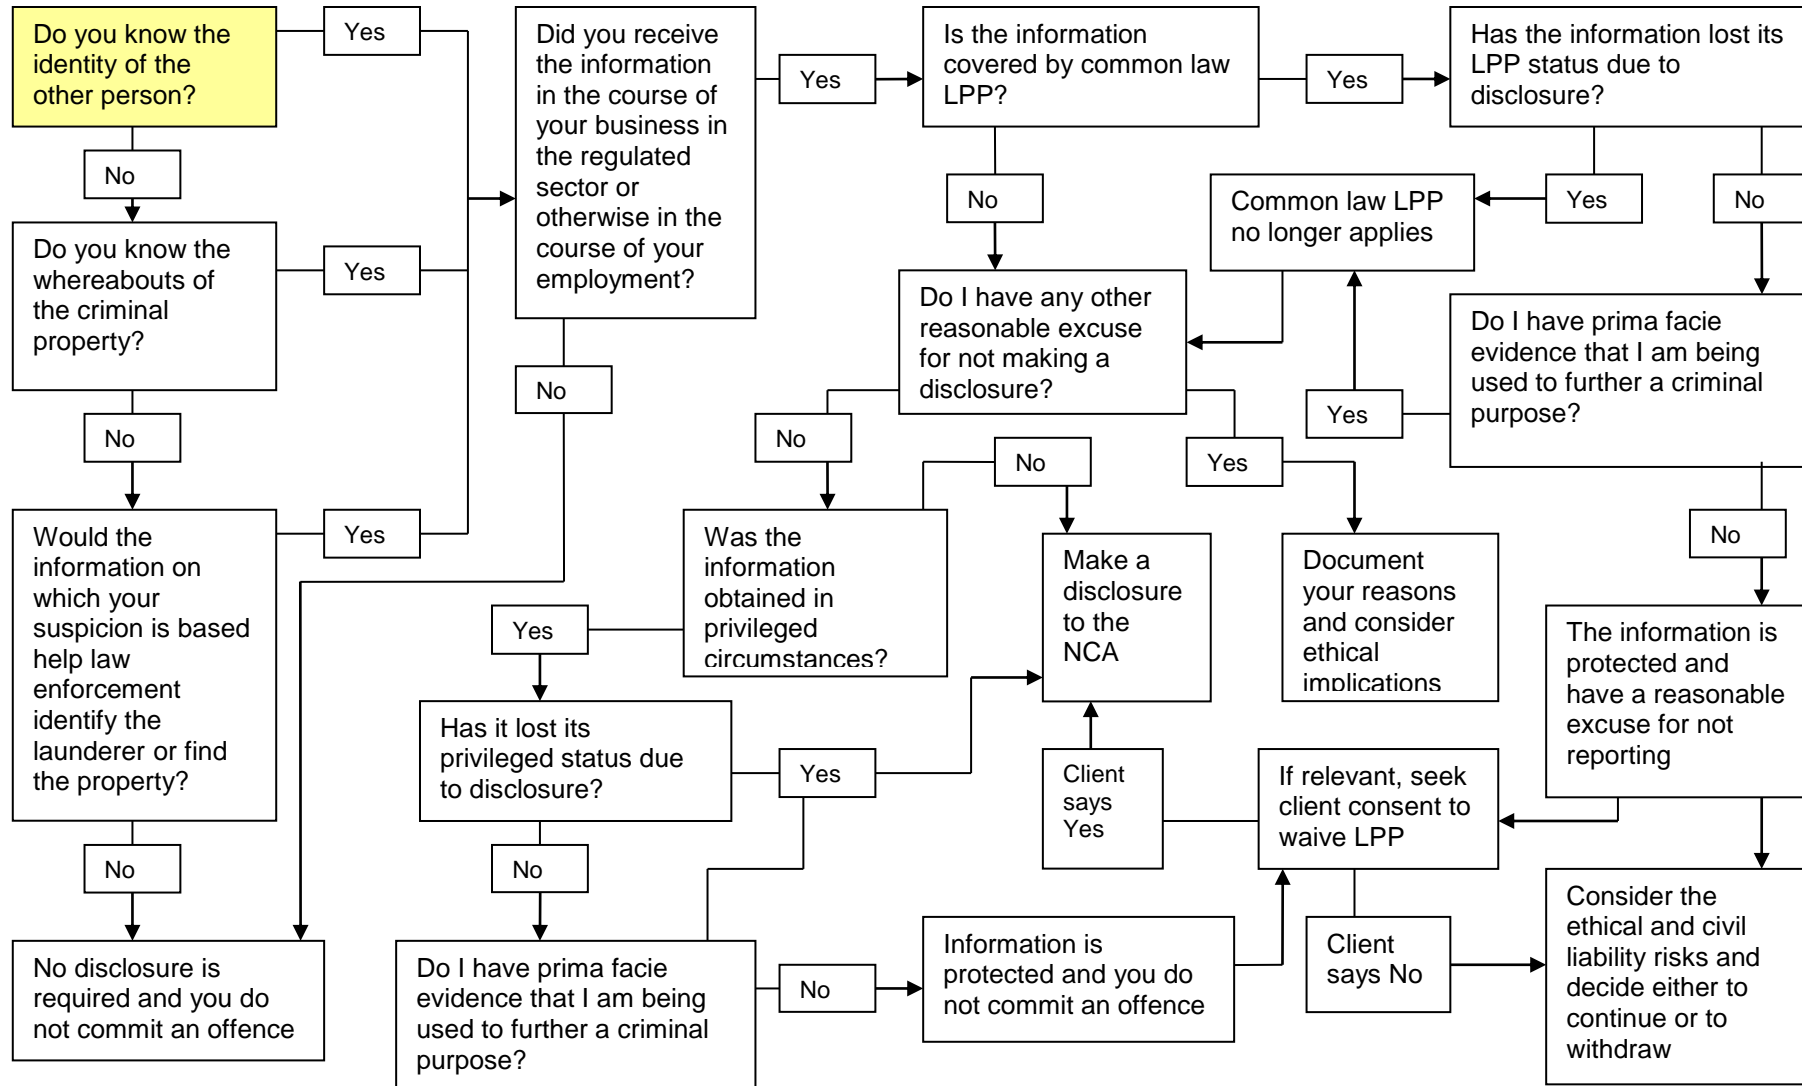 Do you know the
identity of the
other person?
Yes
Did you receive
the information
in the course of
your business in
the regulated
sector or
otherwise in the
course of your
employment?
Yes
Is the information
covered by common law
LPP?
Yes
Has the information lost its
LPP status due to
disclosure?
No
No
Common law LPP
no longer applies
Yes
No
Do you know the
whereabouts of
the criminal
property?
Yes
Do I have any other
reasonable excuse
for not making a
disclosure?
Do I have prima facie
evidence that I am being
used to further a criminal
purpose?
Yes
No
No
No
No
Yes
Would the
information on
which your
suspicion is based
help law
enforcement
identify the
launderer or find
the property?
Yes
Was the
information
obtained in
privileged
circumstances?
Make a
disclosure
to the
NCA
Document
your reasons
and consider
ethical
implications
No
Yes
The information is
protected and
have a reasonable
excuse for not
reporting
Has it lost its
privileged status due
to disclosure?
Yes
Client
says
Yes
If relevant, seek
client consent to
waive LPP
No
No
No disclosure is
required and you do
not commit an offence
Do I have prima facie
evidence that I am being
used to further a criminal
purpose?
No
Information is
protected and you do
not commit an offence
Client
says No
Consider the
ethical and civil
liability risks and
decide either to
continue or to
withdraw